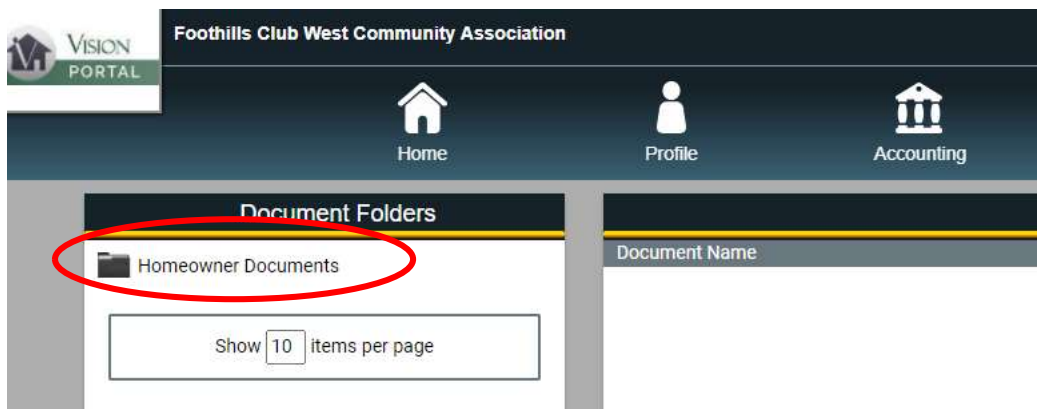 Foothills Club West Community Association
VISION
PORTAL
Home
Profile
Accounting
Document Folders
Homeowner Documents
Document Name
Show 10 items per page